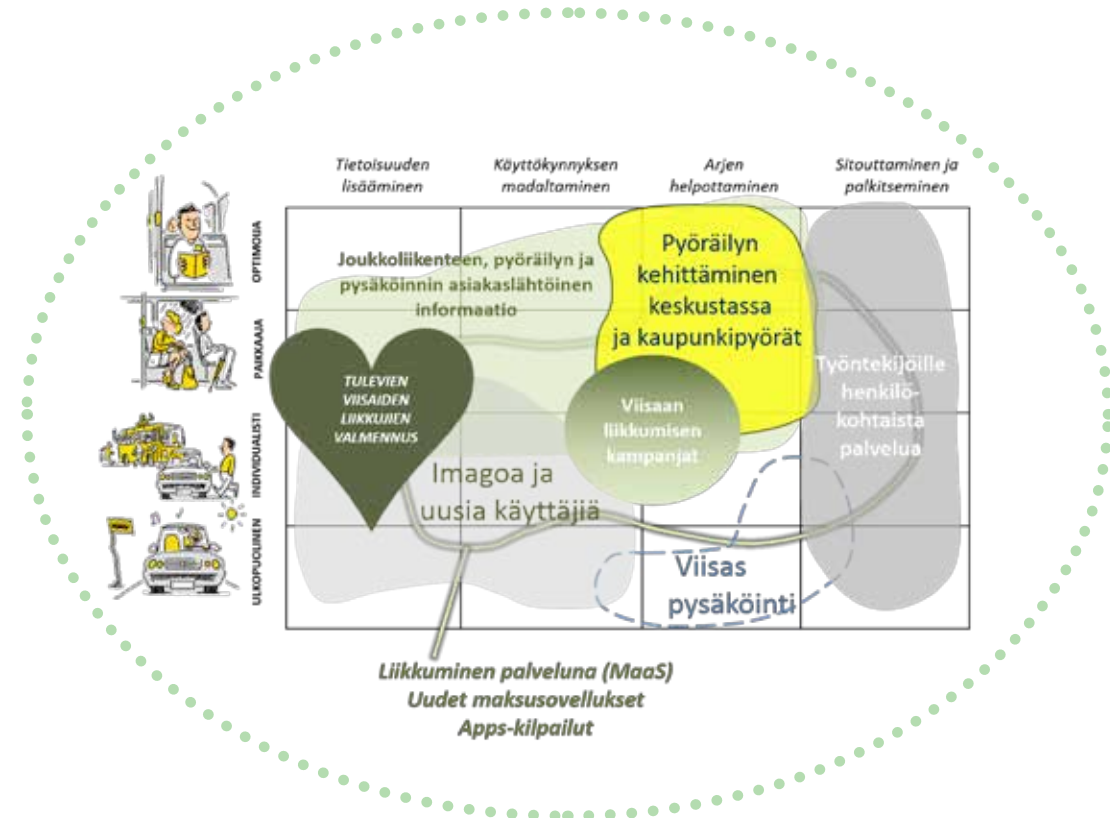 Tietoisuuden
lisääminen
Käyttökynnyksen
madaltaminen
Arjen
helpottaminen
Sitouttaminen ja
palkitseminen
OPTIMOIJA
PAIKKAAJA
INDIVIDUALISTI
ULKOPUOLINEN
Joukkoliikenteen, pyöräilyn ja
pysäköinnin asiakaslähtöinen
informaatio
Pyöräilyn
kehittäminen
keskustassa
ja kaupunkipyörät
TULEVIEN
VIISAIDEN
LIIKKUJIEN
VALMENNUS
Viisaan
liikkumisen
kampanjat
Työntekijöille
henkilö-
kohtaista
palvelua
Imagoa ja
uusia käyttäjiä
Viisas
pysäköinti
Liikkuminen palveluna (MaaS)
Uudet maksusovellukset
Apps-kilpailut